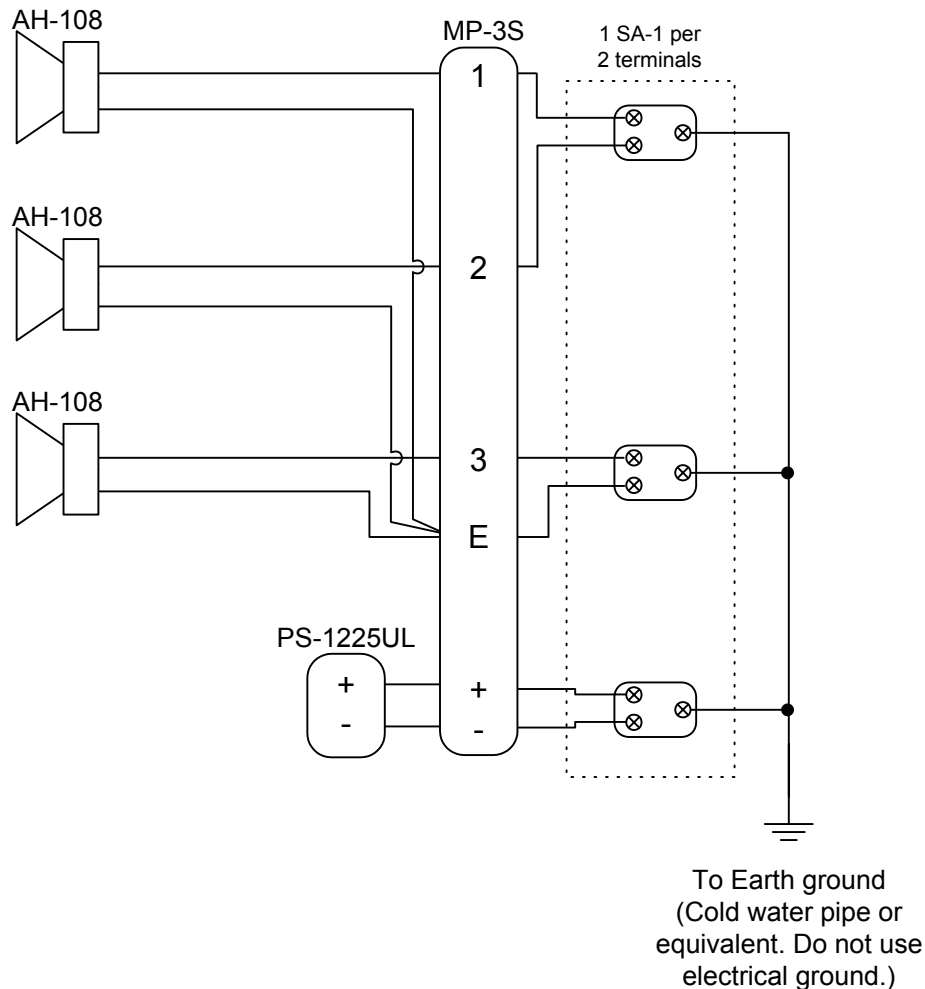 AH-108
MP-3S
1 SA-1 per
2 terminals
1
AH-108
2
AH-108
3
E
PS-1225UL
+
-
+
-
To Earth ground
(Cold water pipe or
equivalent. Do not use
electrical ground.)